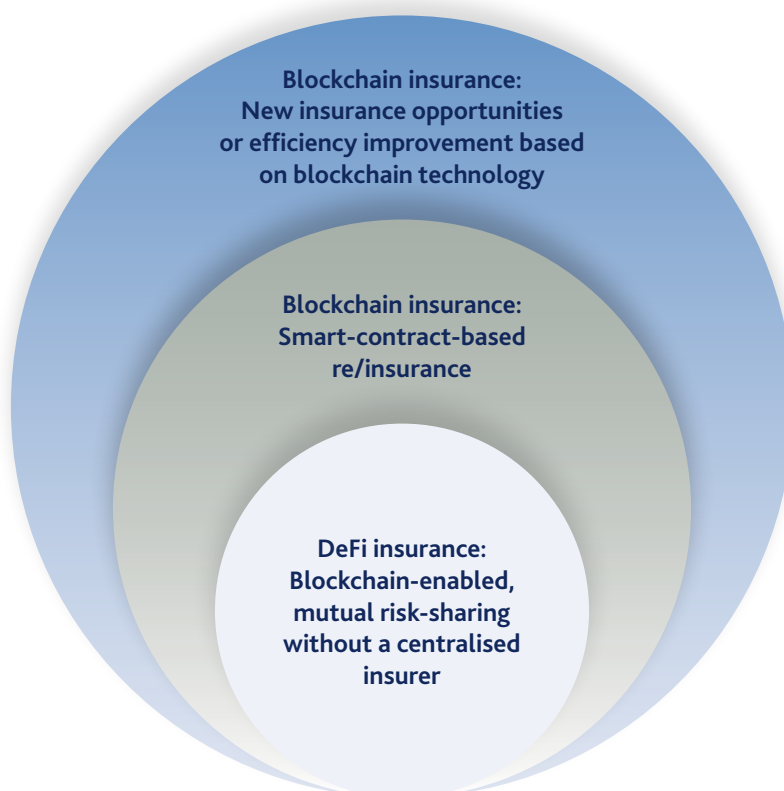 Blockchain insurance:
New insurance opportunities
or efficiency improvement based
on blockchain technology
Blockchain insurance:
Smart-contract-based
re/insurance
DeFi insurance:
Blockchain-enabled,
mutual risk-sharing
without a centralised
insurer